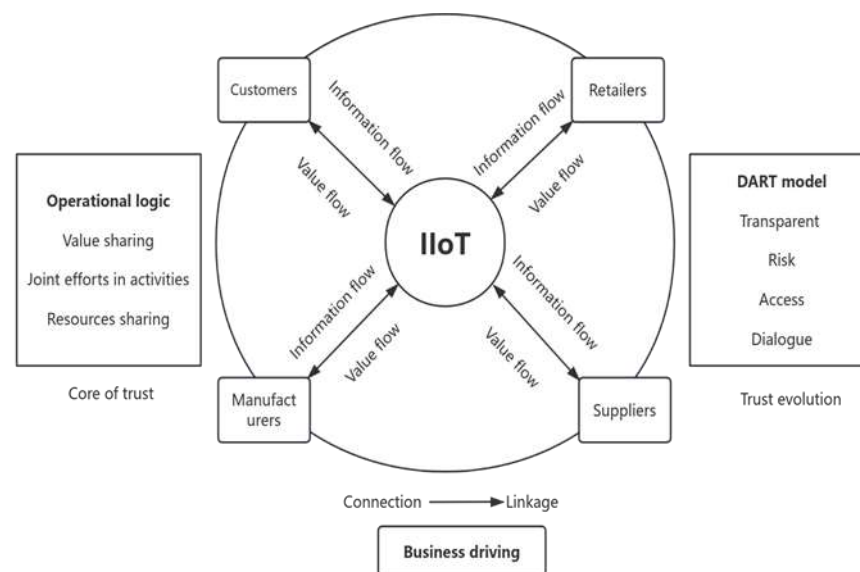 Customers
Retailers
Information flow
Value flow
Information flow
Value flow
Operational logic
Value sharing
Joint efforts in activities
Resources sharing
Core of trust
IIoT
DART model
Transparent
Risk
Access
Dialogue
Trust evolution
Information flow
Value flow
Information flow
Value flow
Manufact
urers
Suppliers
Connection
Linkage
Business driving